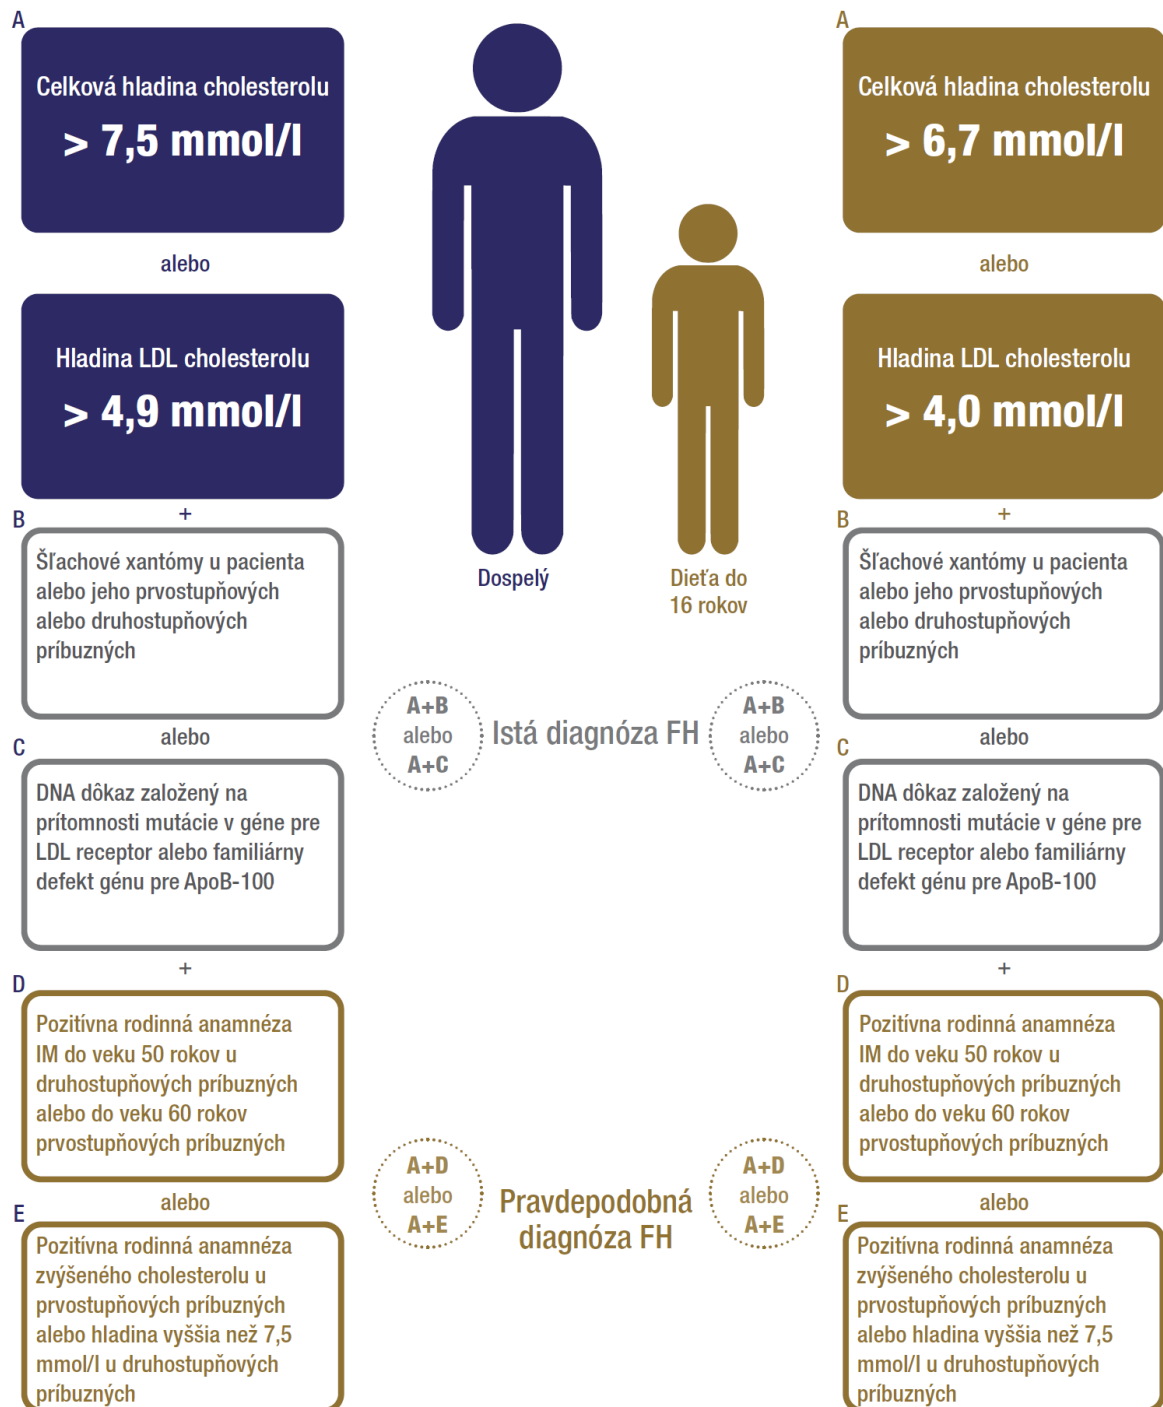 A
Celková hladina cholesterolu
> 7,5 mmol/l
alebo
Hladina LDL cholesterolu
> 4,9 mmol/l
+
B
Šľachové xantómy u pacienta
alebo jeho prvostupňových
alebo druhostupňových
príbuzných
alebo
C
DNA dôkaz založený na
prítomnosti mutácie v géne pre
LDL receptor alebo familiárny
defekt génu pre ApoB-100
+
D
Pozitívna rodinná anamnéza
IM do veku 50 rokov u
druhostupňových príbuzných
alebo do veku 60 rokov
prvostupňových príbuzných
alebo
E
Pozitívna rodinná anamnéza
zvýšeného cholesterolu u
prvostupňových príbuzných
alebo hladina vyššia než 7,5
mmol/l u druhostupňových
príbuzných
Dospelý
Dieťa do
16 rokov
A+B
alebo
A+C
Istá diagnóza FH
A+B
alebo
A+C
A+D
alebo
A+E
Pravdepodobná
diagnóza FH
A+D
alebo
A+E
A
Celková hladina cholesterolu
> 6,7 mmol/l
alebo
Hladina LDL cholesterolu
> 4,0 mmol/l
+
B
Šľachové xantómy u pacienta
alebo jeho prvostupňových
alebo druhostupňových
príbuzných
alebo
C
DNA dôkaz založený na
prítomnosti mutácie v géne pre
LDL receptor alebo familiárny
defekt génu pre ApoB-100
+
D
Pozitívna rodinná anamnéza
IM do veku 50 rokov u
druhostupňových príbuzných
alebo do veku 60 rokov
prvostupňových príbuzných
alebo
E
Pozitívna rodinná anamnéza
zvýšeného cholesterolu u
prvostupňových príbuzných
alebo hladina vyššia než 7,5
mmol/l u druhostupňových
príbuzných